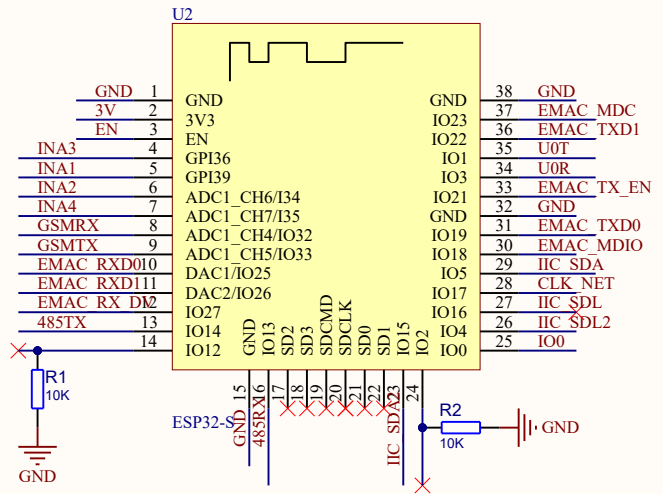 U2
GND 1 GND
3V 2 3V3
EN 3 EN
INA3 4 GPI36
INA1 5 GPI39
INA2 6 ADC1_CH6/I34
INA4 7 ADC1_CH7/I35
GSMRX 8 ADC1_CH4/IO32
GSMTX 9 ADC1_CH5/IO33
EMAC_RXD0 10 DAC1/IO25
EMAC_RXD1 11 DAC2/IO26
EMAC_RX_DV 12 IO27
485TX 13 IO14
14 IO12
GND 38 GND
IO23 37 EMAC_MDC
IO22 36 EMAC_TXD1
IO1 35 U0T
IO3 34 U0R
IO21 33 EMAC_TX_EN
GND 32 GND
IO19 31 EMAC_TXD0
IO18 30 EMAC_MDIO
IO5 29 IIC_SDA
IO17 28 CLK_NET
IO16 27 IIC_SDL
IO4 26 IIC_SDL2
IO0 25 IO0
GND 15 GND
IO13 16 485RX
SD2 17
SD3 18
SDCMD 19
SDCLK 20
SD0 21
SD1 22
IO15 23 IIC_SDA2
IO2 24
ESP32-S
R1
10K
GND
R2
10K
GND